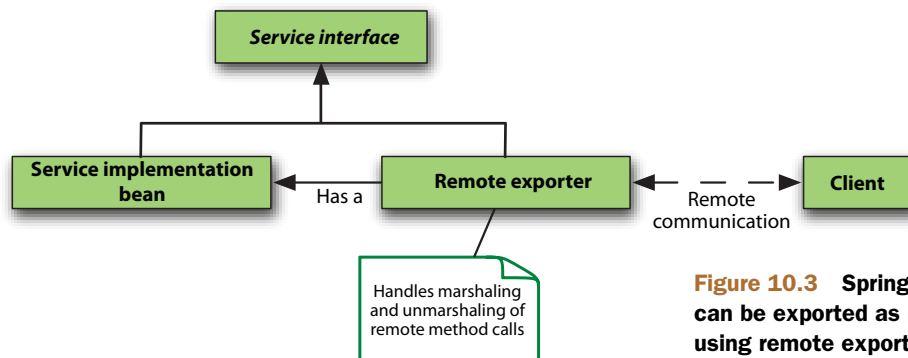 Service interface
Service implementation
bean
Has a
Remote exporter
Remote
communication
Client
Handles marshaling
and unmarshaling of
remote method calls
Figure 10.3 Spring
can be exported as
using remote export